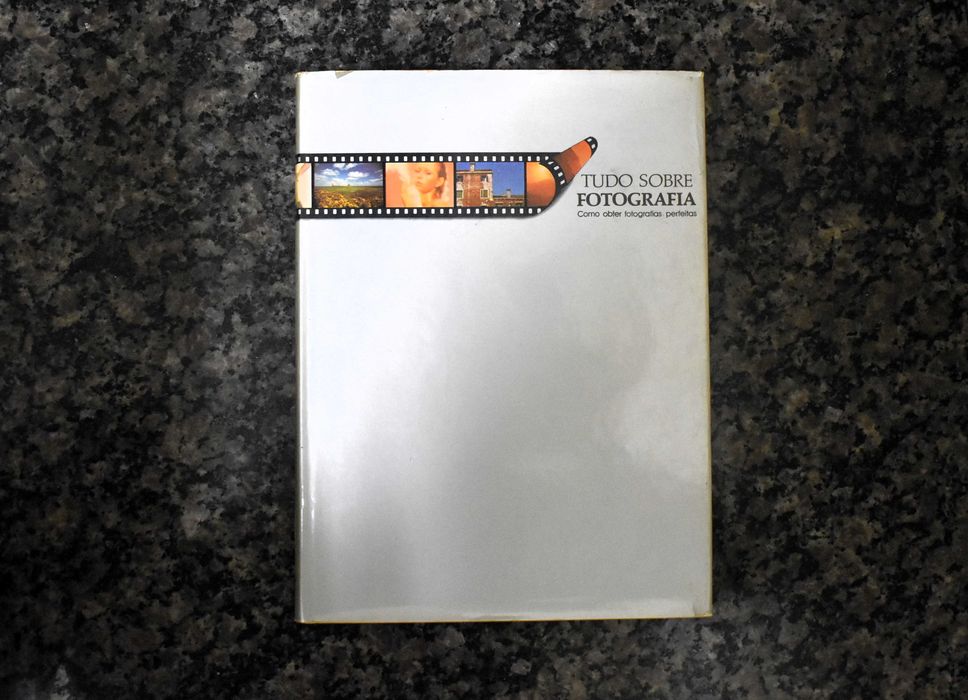 TUDO SOBRE
FOTOGRAFIA
Como obter fotografias perfeitas